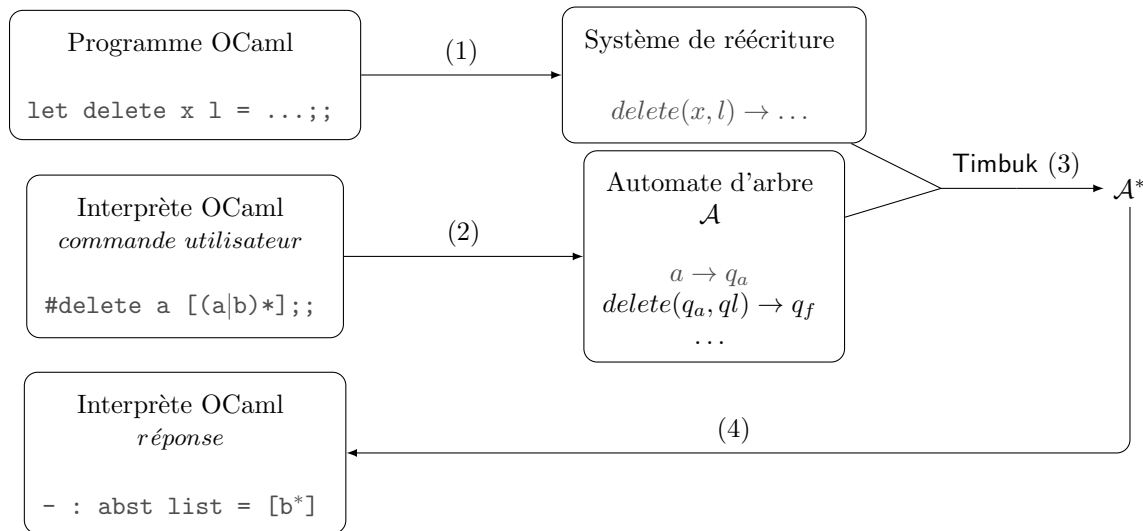 Programme OCaml
let delete x l = ...;;
(1)
Système de réécriture
delete(x, l) → ...
Interprète OCaml
commande utilisateur
#delete a [(a|b)*];;
(2)
Automate d'arbre
𝒜
a → q_a
delete(q_a, ql) → q_f
...
Timbuk (3)
𝒜*
Interprète OCaml
réponse
- : abst list = [b*]
(4)